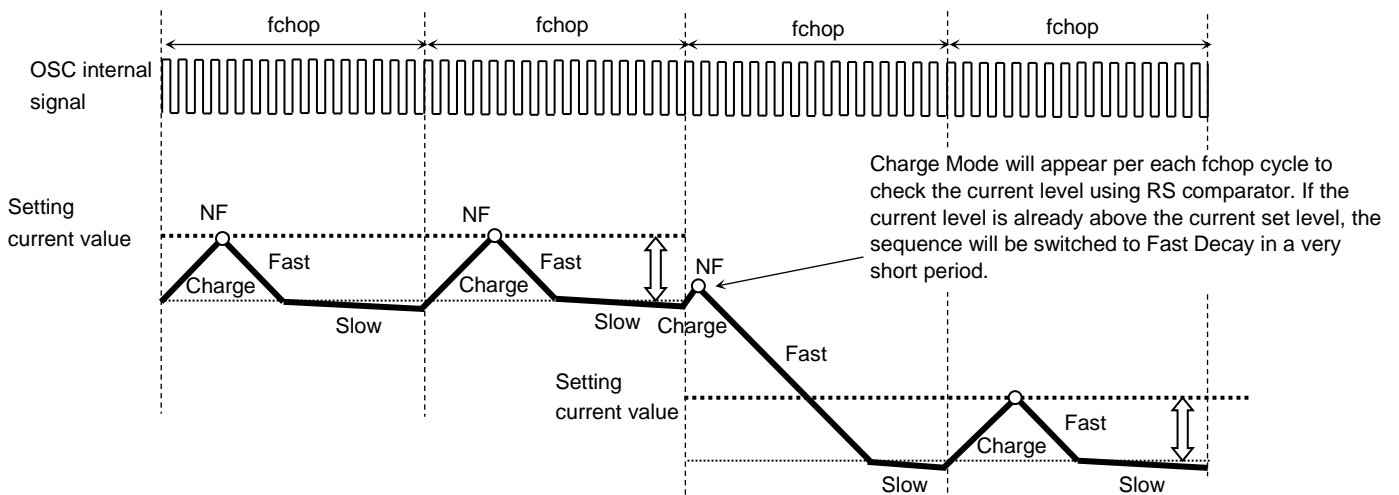 fchop
fchop
fchop
fchop
OSC internal
signal
Charge Mode will appear per each fchop cycle to
check the current level using RS comparator. If the
current level is already above the current set level, the
sequence will be switched to Fast Decay in a very
short period.
Setting
current value
NF
Fast
Charge
Slow
NF
Fast
Charge
Slow
NF
Charge
Fast
Slow
Setting
current value
Fast
Charge
Slow